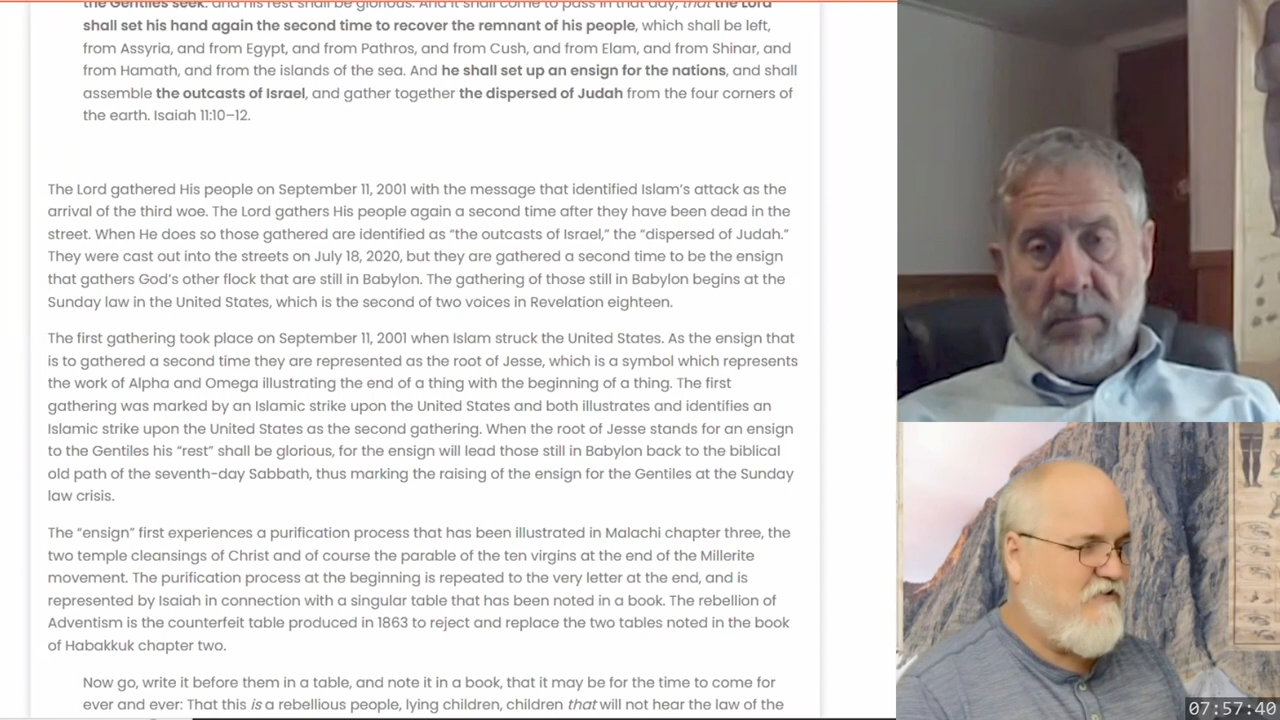 the Gentiles seek: and his rest shall be glorious. And it shall come to pass in that day, that the Lord
shall set his hand again the second time to recover the remnant of his people, which shall be left,
from Assyria, and from Egypt, and from Pathros, and from Cush, and from Elam, and from Shinar, and
from Hamath, and from the islands of the sea. And he shall set up an ensign for the nations, and shall
assemble the outcasts of Israel, and gather together the dispersed of Judah from the four corners of
the earth. Isaiah 11:10–12.
The Lord gathered His people on September 11, 2001 with the message that identified Islam's attack as the
arrival of the third woe. The Lord gathers His people again a second time after they have been dead in the
street. When He does so those gathered are identified as "the outcasts of Israel," the "dispersed of Judah."
They were cast out into the streets on July 18, 2020, but they are gathered a second time to be the ensign
that gathers God's other flock that are still in Babylon. The gathering of those still in Babylon begins at the
Sunday law in the United States, which is the second of two voices in Revelation eighteen.
The first gathering took place on September 11, 2001 when Islam struck the United States. As the ensign that
is to gathered a second time they are represented as the root of Jesse, which is a symbol which represents
the work of Alpha and Omega illustrating the end of a thing with the beginning of a thing. The first
gathering was marked by an Islamic strike upon the United States and both illustrates and identifies an
Islamic strike upon the United States as the second gathering. When the root of Jesse stands for an ensign
to the Gentiles his "rest" shall be glorious, for the ensign will lead those still in Babylon back to the biblical
old path of the seventh-day Sabbath, thus marking the raising of the ensign for the Gentiles at the Sunday
law crisis.
The "ensign" first experiences a purification process that has been illustrated in Malachi chapter three, the
two temple cleansings of Christ and of course the parable of the ten virgins at the end of the Millerite
movement. The purification process at the beginning is repeated to the very letter at the end, and is
represented by Isaiah in connection with a singular table that has been noted in a book. The rebellion of
Adventism is the counterfeit table produced in 1863 to reject and replace the two tables noted in the book
of Habakkuk chapter two.
Now go, write it before them in a table, and note it in a book, that it may be for the time to come for
ever and ever: That this is a rebellious people, lying children, children that will not hear the law of the
07:57:40